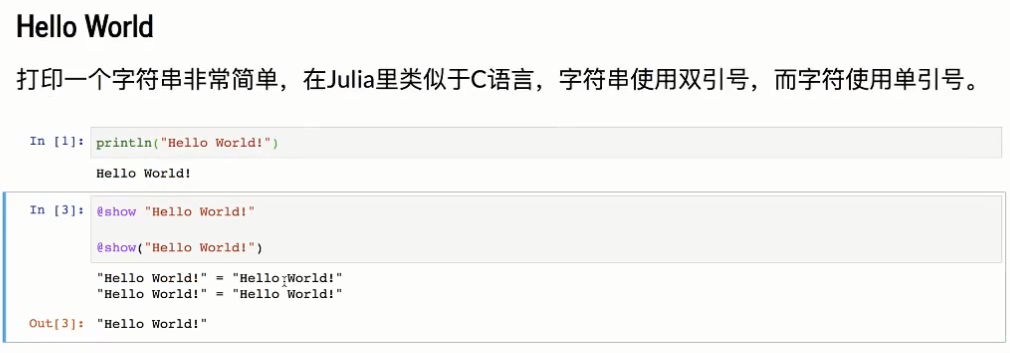 Hello World
打印一个字符串非常简单，在Julia里类似于C语言，字符串使用双引号，而字符使用单引号。
In [1]: println("Hello World!")
Hello World!
In [3]: @show "Hello World!"
@show("Hello World!")
"Hello World!" = "Hello World!"
"Hello World!" = "Hello World!"
Out[3]: "Hello World!"